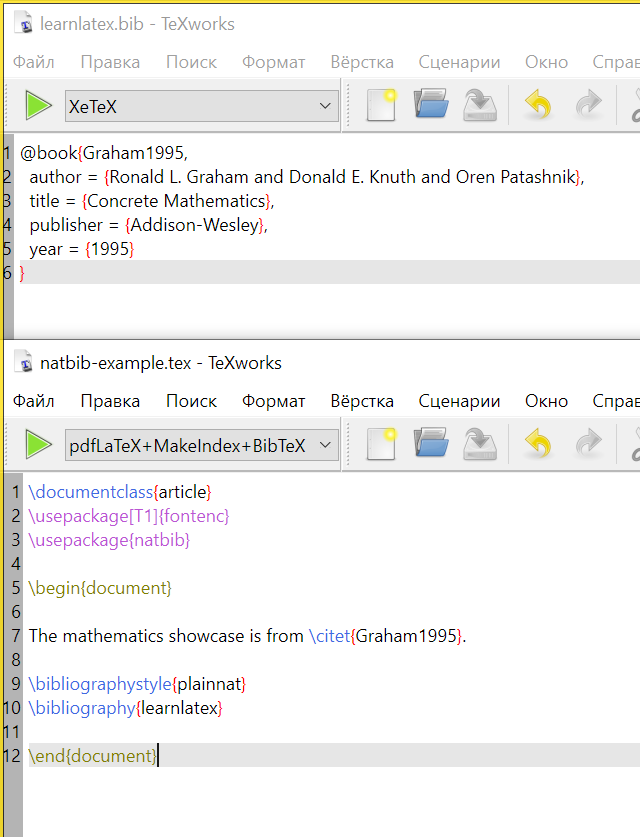 learnlatex.bib - TeXworks
Файл Правка Поиск Формат Вёрстка Сценарии Окно
XeTeX
1 @book{Graham1995,
2 author = {Ronald L. Graham and Donald E. Knuth and Oren Patashnik},
3 title = {Concrete Mathematics},
4 publisher = {Addison-Wesley},
5 year = {1995}
6 }
natbib-example.tex - TeXworks
Файл Правка Поиск Формат Вёрстка Сценарии Окно
pdfLaTeX+MakeIndex+BibTeX
1 \documentclass{article}
2 \usepackage[T1]{fontenc}
3 \usepackage{natbib}
4
5 \begin{document}
6
7 The mathematics showcase is from \citet{Graham1995}.
8
9 \bibliographystyle{plainnat}
10 \bibliography{learnlatex}
11
12 \end{document}